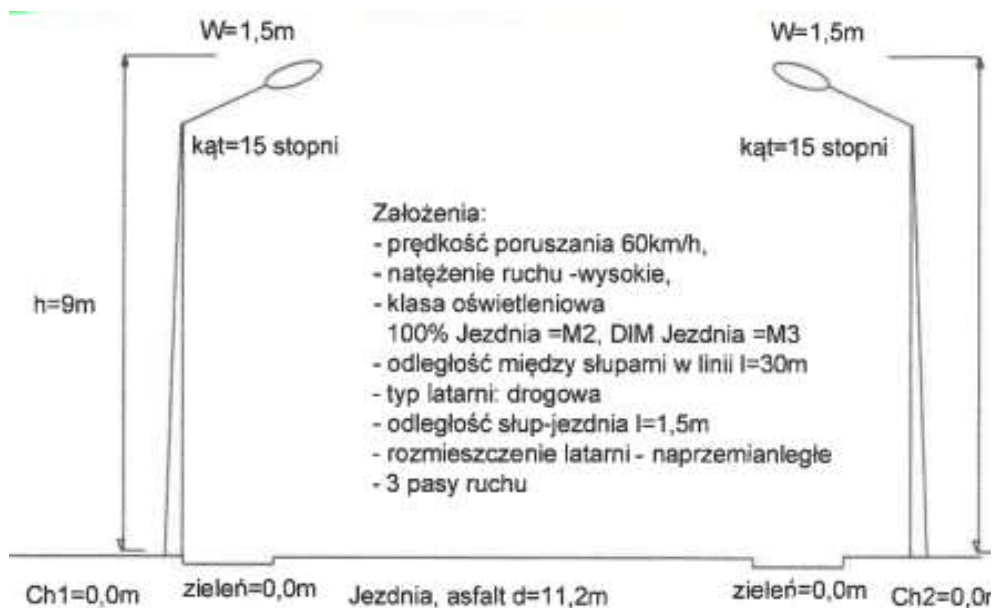 W=1,5m
W=1,5m
kąt=15 stopni
kąt=15 stopni
Założenia:
- prędkość poruszania 60km/h,
- natężenie ruchu -wysokie,
- klasa oświetleniowa
100% Jezdnia =M2, DIM Jezdnia =M3
- odległość między słupami w linii l=30m
- typ latarni: drogowa
- odległość słup-jezdnia l=1,5m
- rozmieszczenie latarni - naprzemianległe
- 3 pasy ruchu
h=9m
Ch1=0,0m
zieleń=0,0m
Jezdnia, asfalt d=11,2m
zieleń=0,0m
Ch2=0,0m